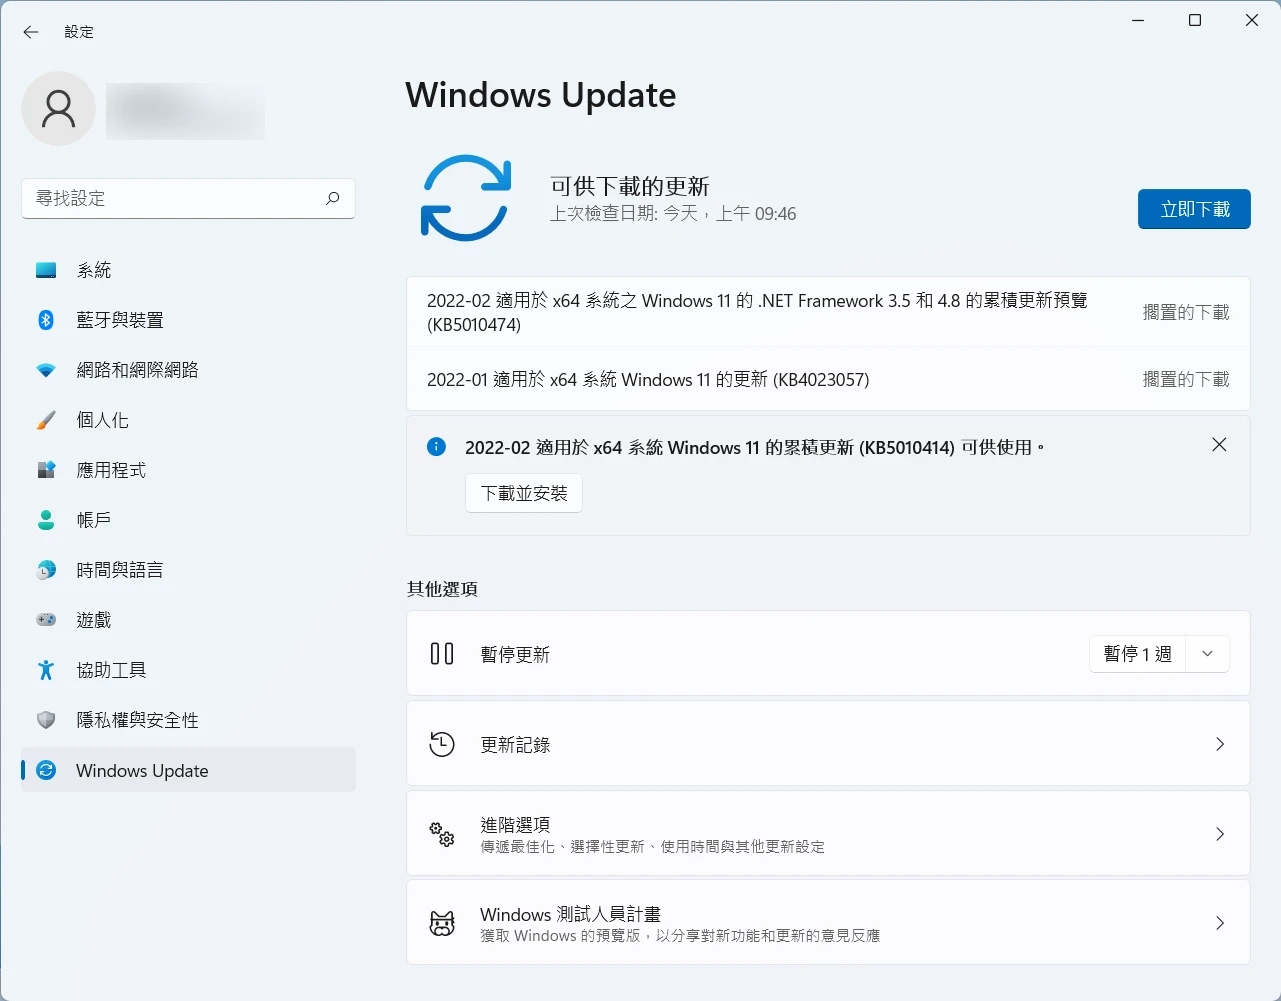 設定
尋找設定
系統
藍牙與裝置
網路和網際網路
個人化
應用程式
帳戶
時間與語言
遊戲
協助工具
隱私權與安全性
Windows Update
Windows Update
可供下載的更新
上次檢查日期: 今天，上午 09:46
立即下載
2022-02 適用於 x64 系統之 Windows 11 的 .NET Framework 3.5 和 4.8 的累積更新預覽
(KB5010474)
擱置的下載
2022-01 適用於 x64 系統 Windows 11 的更新 (KB4023057)
擱置的下載
2022-02 適用於 x64 系統 Windows 11 的累積更新 (KB5010414) 可供使用。
下載並安裝
其他選項
暫停更新
暫停 1 週
更新記錄
進階選項
傳遞最佳化、選擇性更新、使用時間與其他更新設定
Windows 測試人員計畫
獲取 Windows 的預覽版，以分享對新功能和更新的意見反應